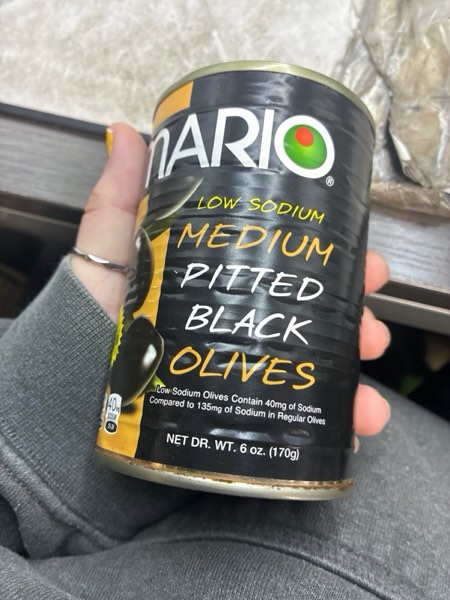 MARIO
®
LOW SODIUM
MEDIUM
PITTED
BLACK
OLIVES
Low-Sodium Olives Contain 40mg of Sodium
Compared to 135mg of Sodium in Regular Olives
NET DR. WT. 6 oz. (170g)